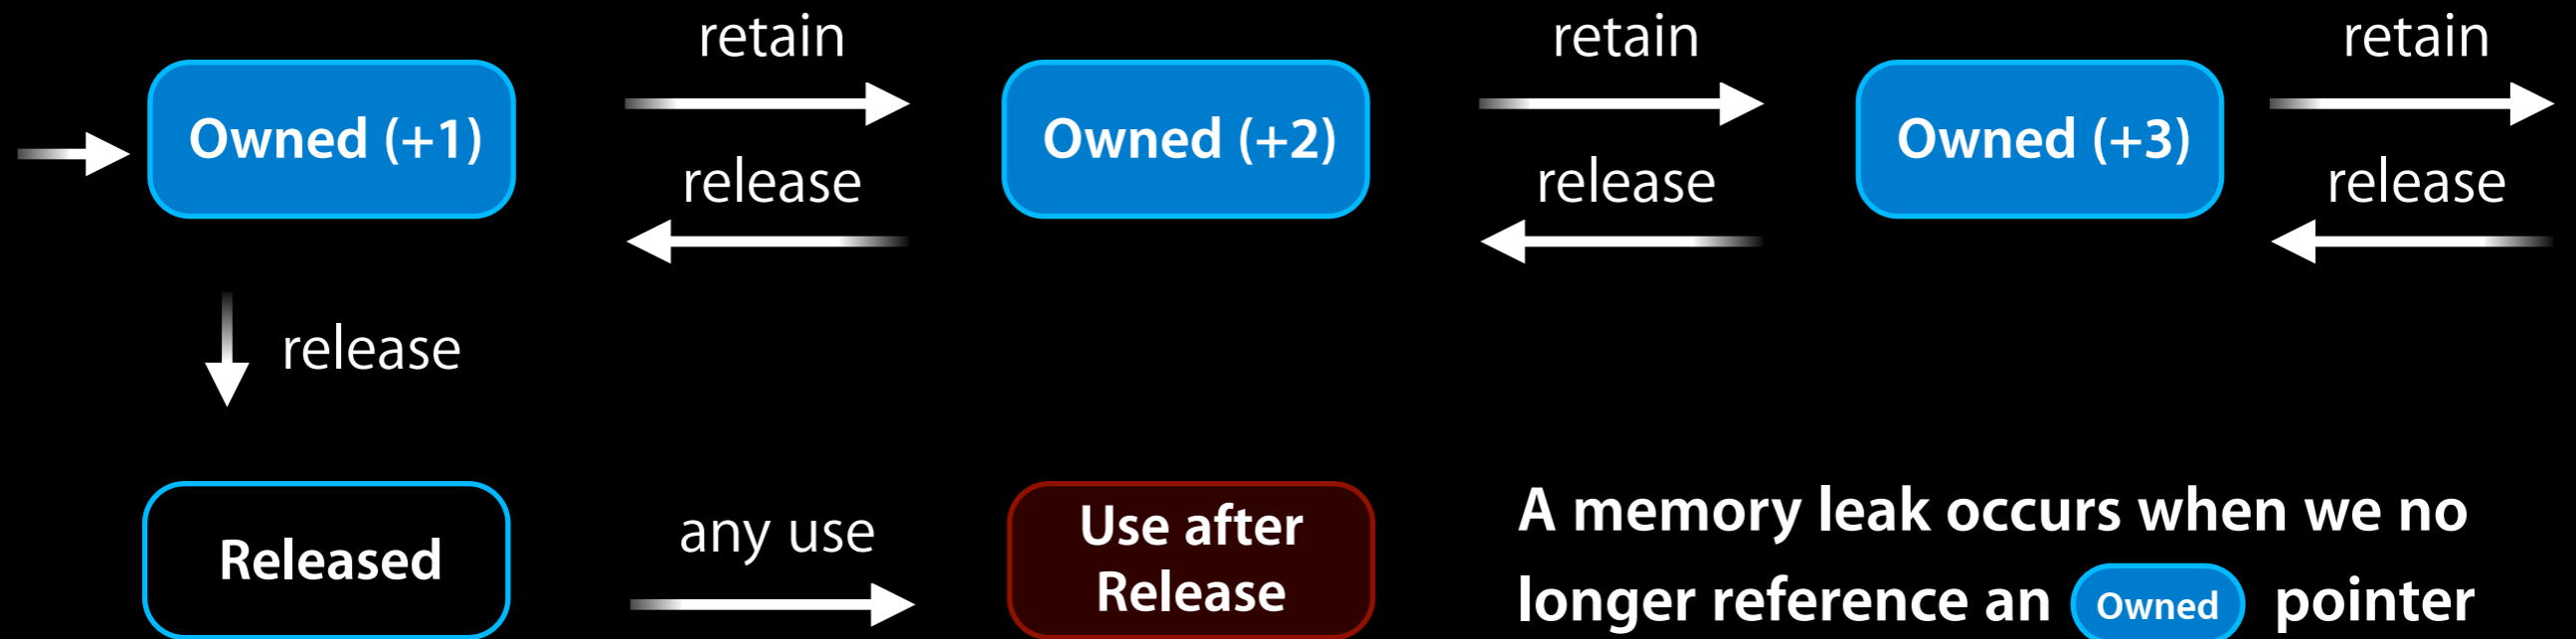 retain
retain
retain
Owned (+1)
Owned (+2)
Owned (+3)
release
release
release
release
Released
any use
Use after
Release
A memory leak occurs when we no
longer reference an Owned pointer